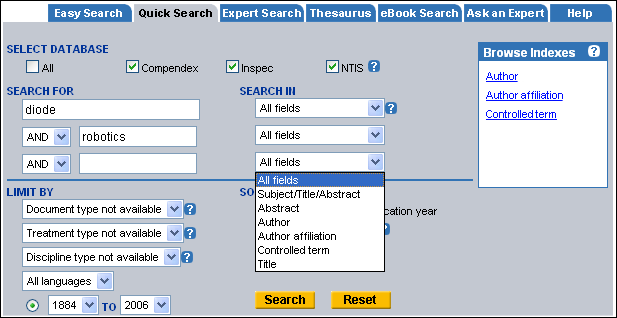 Easy Search Quick Search Expert Search Thesaurus eBook Search Ask an Expert Help
SELECT DATABASE
All Compendex Inspec NTIS ?
Browse Indexes ?
Author
Author affiliation
Controlled term
SEARCH FOR SEARCH IN
diode All fields ?
AND robotics All fields
AND All fields
All fields
Subject/Title/Abstract
Abstract
Author
Author affiliation
Controlled term
Title
LIMIT BY SO
Document type not available ? cation year
Treatment type not available ? ?
Discipline type not available ?
All languages
1884 TO 2006
Search Reset